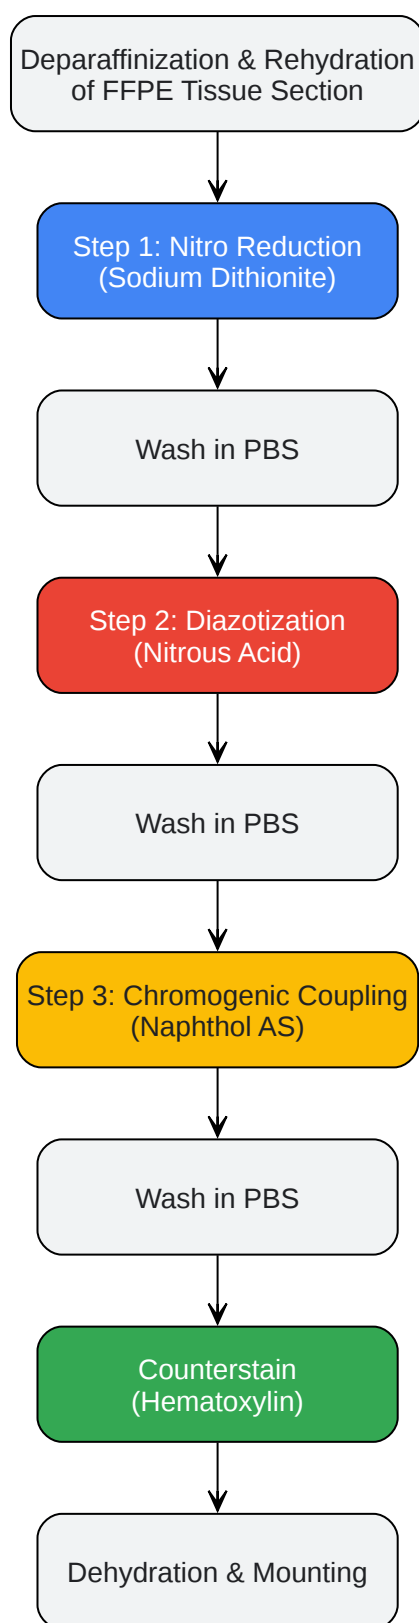 Deparaffinization & Rehydration
of FFPE Tissue Section
Step 1: Nitro Reduction
(Sodium Dithionite)
Wash in PBS
Step 2: Diazotization
(Nitrous Acid)
Wash in PBS
Step 3: Chromogenic Coupling
(Naphthol AS)
Wash in PBS
Counterstain
(Hematoxylin)
Dehydration & Mounting